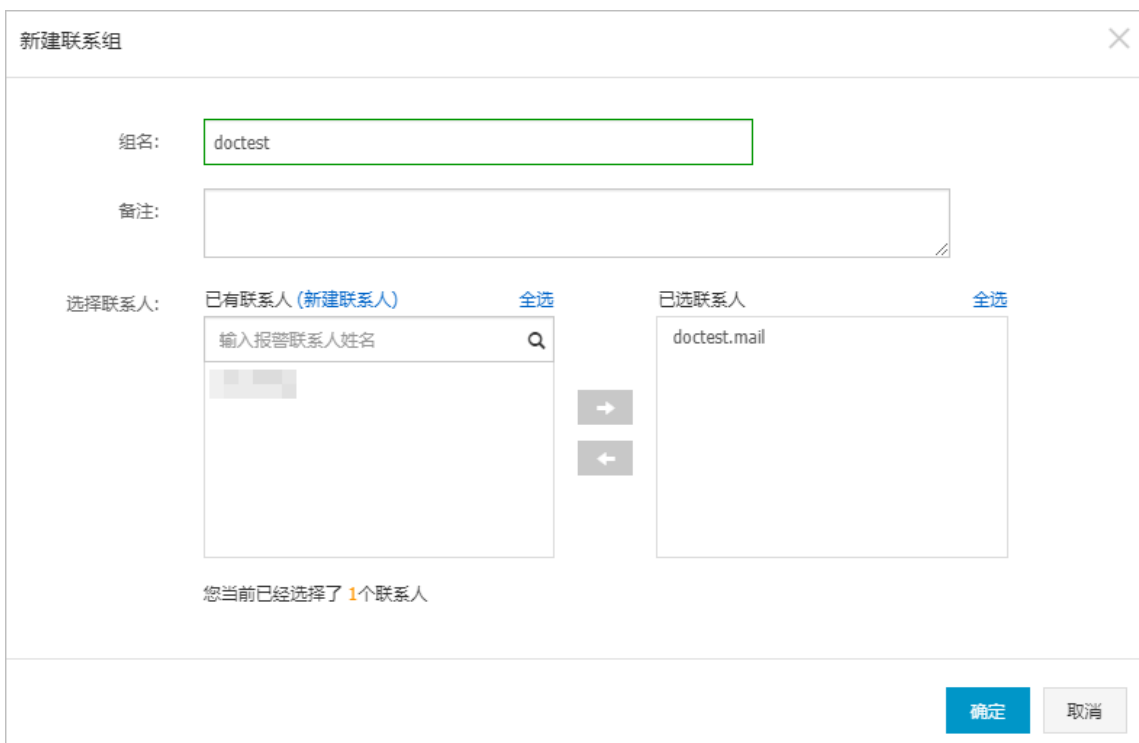 新建联系组
组名:
doctest
备注:
选择联系人:
已有联系人 (新建联系人) 全选
输入报警联系人姓名
已选联系人 全选
doctest.mail
您当前已经选择了 1个联系人
确定 取消